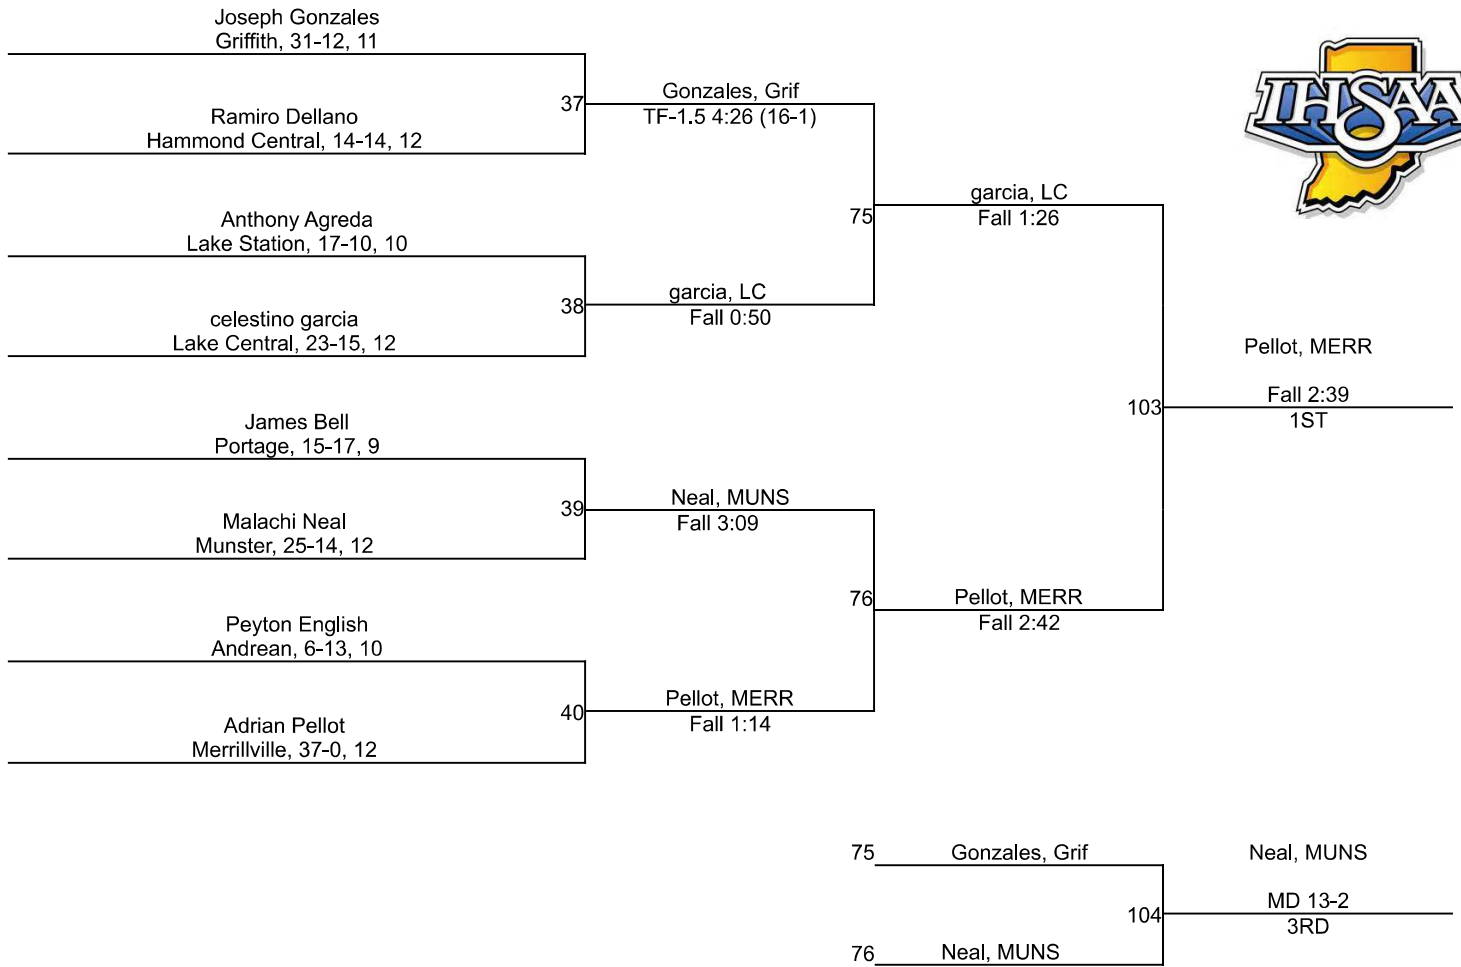 Joseph Gonzales
Griffith, 31-12, 11
Ramiro Dellano
Hammond Central, 14-14, 12
37
Gonzales, Grif
TF-1.5 4:26 (16-1)
Anthony Agreda
Lake Station, 17-10, 10
celestino garcia
Lake Central, 23-15, 12
38
garcia, LC
Fall 0:50
75
garcia, LC
Fall 1:26
James Bell
Portage, 15-17, 9
Malachi Neal
Munster, 25-14, 12
39
Neal, MUNS
Fall 3:09
Peyton English
Andrean, 6-13, 10
Adrian Pellot
Merrillville, 37-0, 12
40
Pellot, MERR
Fall 1:14
76
Pellot, MERR
Fall 2:42
103
Pellot, MERR
Fall 2:39
1ST
IHSAA
75
Gonzales, Grif
76
Neal, MUNS
104
Neal, MUNS
MD 13-2
3RD